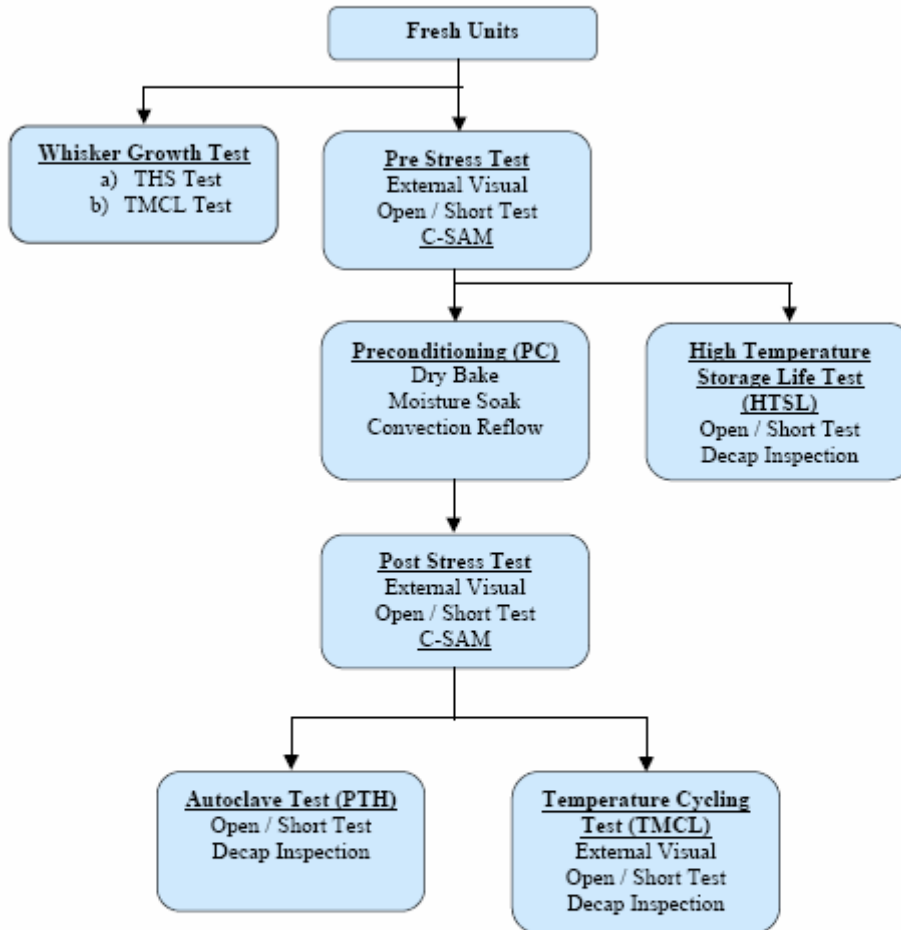 Fresh Units
Whisker Growth Test
a) THS Test
b) TMCL Test
Pre Stress Test
External Visual
Open / Short Test
C-SAM
Preconditioning (PC)
Dry Bake
Moisture Soak
Convection Reflow
High Temperature
Storage Life Test
(HTSL)
Open / Short Test
Decap Inspection
Post Stress Test
External Visual
Open / Short Test
C-SAM
Autoclave Test (PTH)
Open / Short Test
Decap Inspection
Temperature Cycling
Test (TMCL)
External Visual
Open / Short Test
Decap Inspection